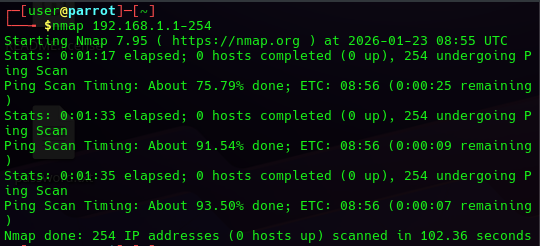 ┌─[user@parrot]─[~]
└──╼ $nmap 192.168.1.1-254
Starting Nmap 7.95 ( https://nmap.org ) at 2026-01-23 08:55 UTC
Stats: 0:01:17 elapsed; 0 hosts completed (0 up), 254 undergoing P
ing Scan
Ping Scan Timing: About 75.79% done; ETC: 08:56 (0:00:25 remaining
)
Stats: 0:01:33 elapsed; 0 hosts completed (0 up), 254 undergoing P
ing Scan
Ping Scan Timing: About 91.54% done; ETC: 08:56 (0:00:09 remaining
)
Stats: 0:01:35 elapsed; 0 hosts completed (0 up), 254 undergoing P
ing Scan
Ping Scan Timing: About 93.50% done; ETC: 08:56 (0:00:07 remaining
)
Nmap done: 254 IP addresses (0 hosts up) scanned in 102.36 seconds